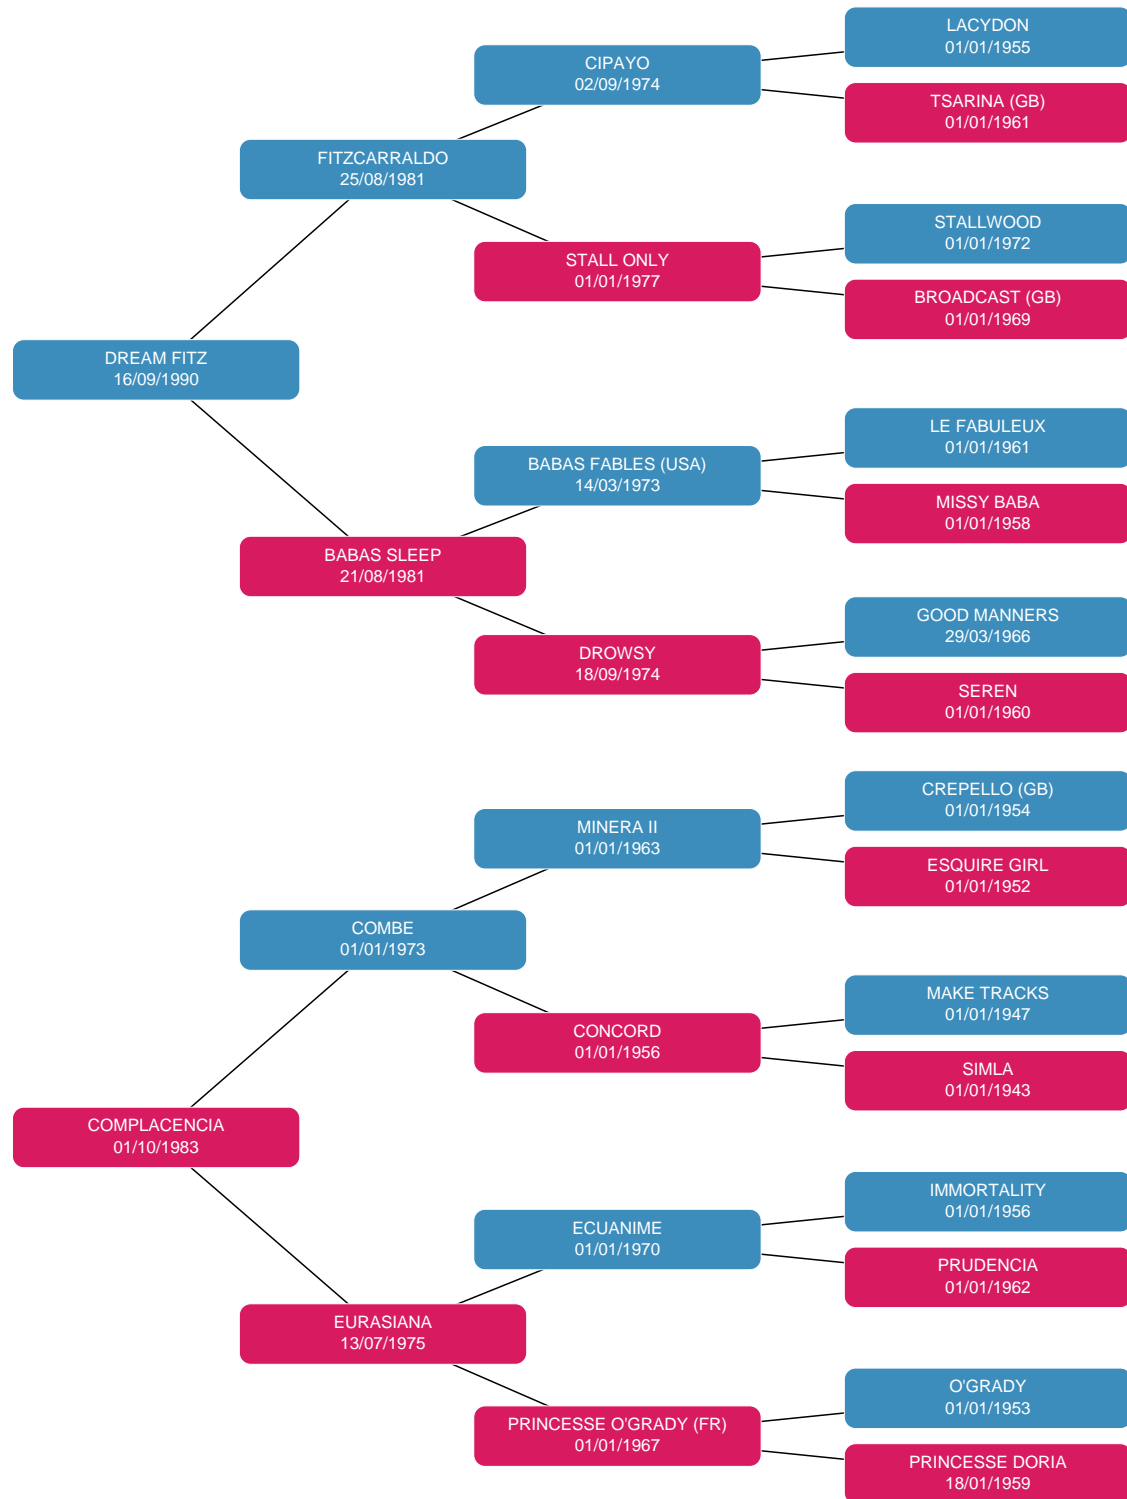 LACYDON
01/01/1955
CIPAYO
02/09/1974
TSARINA (GB)
01/01/1961
FITZCARRALDO
25/08/1981
STALLWOOD
01/01/1972
STALL ONLY
01/01/1977
BROADCAST (GB)
01/01/1969
DREAM FITZ
16/09/1990
LE FABULEUX
01/01/1961
BABAS FABLES (USA)
14/03/1973
MISSY BABA
01/01/1958
BABAS SLEEP
21/08/1981
GOOD MANNERS
29/03/1966
DROWSY
18/09/1974
SEREN
01/01/1960
CREPELLO (GB)
01/01/1954
MINERA II
01/01/1963
ESQUIRE GIRL
01/01/1952
COMBE
01/01/1973
MAKE TRACKS
01/01/1947
CONCORD
01/01/1956
SIMLA
01/01/1943
COMPLACENCIA
01/10/1983
IMMORTALITY
01/01/1956
ECUANIME
01/01/1970
PRUDENCIA
01/01/1962
EURASIANA
13/07/1975
O'GRADY
01/01/1953
PRINCESSE O'GRADY (FR)
01/01/1967
PRINCESSE DORIA
18/01/1959